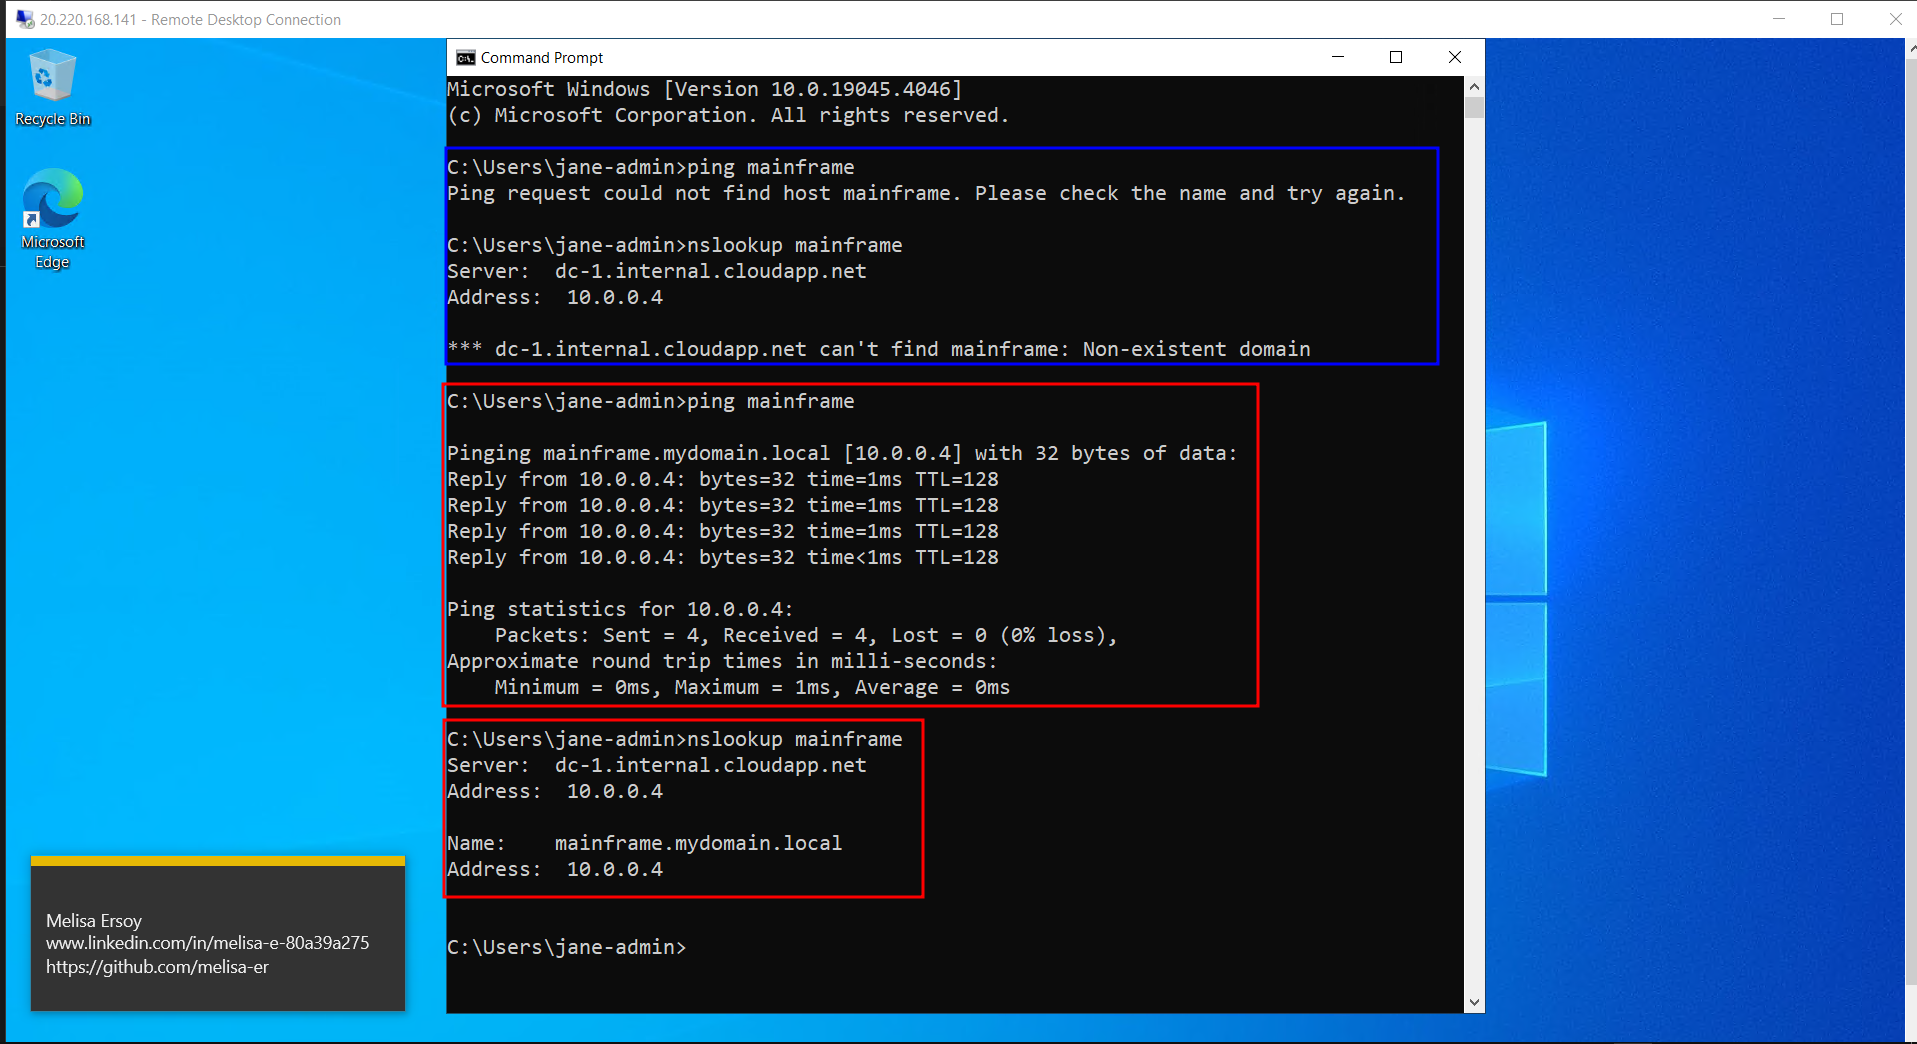 20.220.168.141 - Remote Desktop Connection
Recycle Bin
Microsoft
Edge
Command Prompt
Microsoft Windows [Version 10.0.19045.4046]
(c) Microsoft Corporation. All rights reserved.
C:\Users\jane-admin>ping mainframe
Ping request could not find host mainframe. Please check the name and try again.
C:\Users\jane-admin>nslookup mainframe
Server:  dc-1.internal.cloudapp.net
Address:  10.0.0.4
*** dc-1.internal.cloudapp.net can't find mainframe: Non-existent domain
C:\Users\jane-admin>ping mainframe
Pinging mainframe.mydomain.local [10.0.0.4] with 32 bytes of data:
Reply from 10.0.0.4: bytes=32 time=1ms TTL=128
Reply from 10.0.0.4: bytes=32 time=1ms TTL=128
Reply from 10.0.0.4: bytes=32 time=1ms TTL=128
Reply from 10.0.0.4: bytes=32 time<1ms TTL=128
Ping statistics for 10.0.0.4:
    Packets: Sent = 4, Received = 4, Lost = 0 (0% loss),
Approximate round trip times in milli-seconds:
    Minimum = 0ms, Maximum = 1ms, Average = 0ms
C:\Users\jane-admin>nslookup mainframe
Server:  dc-1.internal.cloudapp.net
Address:  10.0.0.4
Name:    mainframe.mydomain.local
Address:  10.0.0.4
C:\Users\jane-admin>
Melisa Ersoy
www.linkedin.com/in/melisa-e-80a39a275
https://github.com/melisa-er